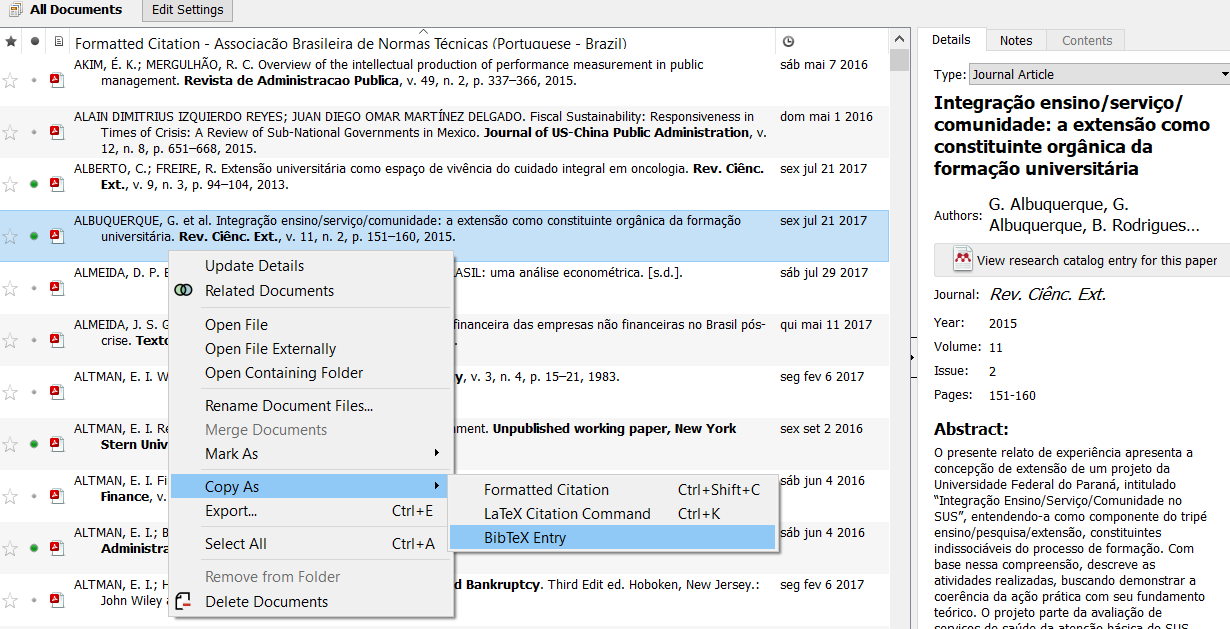 All Documents
Edit Settings
Formatted Citation - Associacão Brasileira de Normas Técnicas (Portuguese - Brazil)
AKIM, É. K.; MERGULHÃO, R. C. Overview of the intellectual production of performance measurement in public
management. Revista de Administracao Publica, v. 49, n. 2, p. 337–366, 2015.
sáb mai 7 2016
ALAIN DIMITRIUS IZQUIERDO REYES; JUAN DIEGO OMAR MARTÍNEZ DELGADO. Fiscal Sustainability: Responsiveness in
Times of Crisis: A Review of Sub-National Governments in Mexico. Journal of US-China Public Administration, v.
12, n. 8, p. 651–668, 2015.
dom mai 1 2016
ALBERTO, C.; FREIRE, R. Extensão universitária como espaço de vivência do cuidado integral em oncologia. Rev. Ciênc.
Ext., v. 9, n. 3, p. 94–104, 2013.
sex jul 21 2017
ALBUQUERQUE, G. et al. Integração ensino/serviço/comunidade: a extensão como constituinte orgânica da formação
universitária. Rev. Ciênc. Ext., v. 11, n. 2, p. 151–160, 2015.
sex jul 21 2017
ALMEIDA, D. P. E
ASIL: uma análise econométrica. [s.d.].
sáb jul 29 2017
ALMEIDA, J. S. G
financeira das empresas não financeiras no Brasil pós-
crise. Texto
qui mai 11 2017
ALTMAN, E. I. W
y, v. 3, n. 4, p. 15–21, 1983.
seg fev 6 2017
ALTMAN, E. I. Re
ment. Unpublished working paper, New York
Stern Univ
sex set 2 2016
ALTMAN, E. I. Fi
Finance, v.
sáb jun 4 2016
ALTMAN, E. I.; B
Administra
sáb jun 4 2016
ALTMAN, E. I.; H
d Bankruptcy. Third Edit ed. Hoboken, New Jersey.:
John Wiley a
seg fev 6 2017
Update Details
Related Documents
Open File
Open File Externally
Open Containing Folder
Rename Document Files...
Merge Documents
Mark As
Copy As
Export... Ctrl+E
Select All Ctrl+A
Remove from Folder
Delete Documents
Formatted Citation Ctrl+Shift+C
LaTeX Citation Command Ctrl+K
BibTeX Entry
Details Notes Contents
Type: Journal Article
Integração ensino/serviço/
comunidade: a extensão como
constituinte orgânica da
formação universitária
Authors: G. Albuquerque, G.
Albuquerque, B. Rodrigues...
View research catalog entry for this paper
Journal: Rev. Ciênc. Ext.
Year: 2015
Volume: 11
Issue: 2
Pages: 151-160
Abstract:
O presente relato de experiência apresenta a
concepção de extensão de um projeto da
Universidade Federal do Paraná, intitulado
“Integração Ensino/Serviço/Comunidade no
SUS”, entendendo-a como componente do tripé
ensino/pesquisa/extensão, constituintes
indissociáveis do processo de formação. Com
base nessa compreensão, descreve as
atividades realizadas, buscando demonstrar a
coerência da ação prática com seu fundamento
teórico. O projeto parte da avaliação de
serviços de saúde da atenção básica do SUS